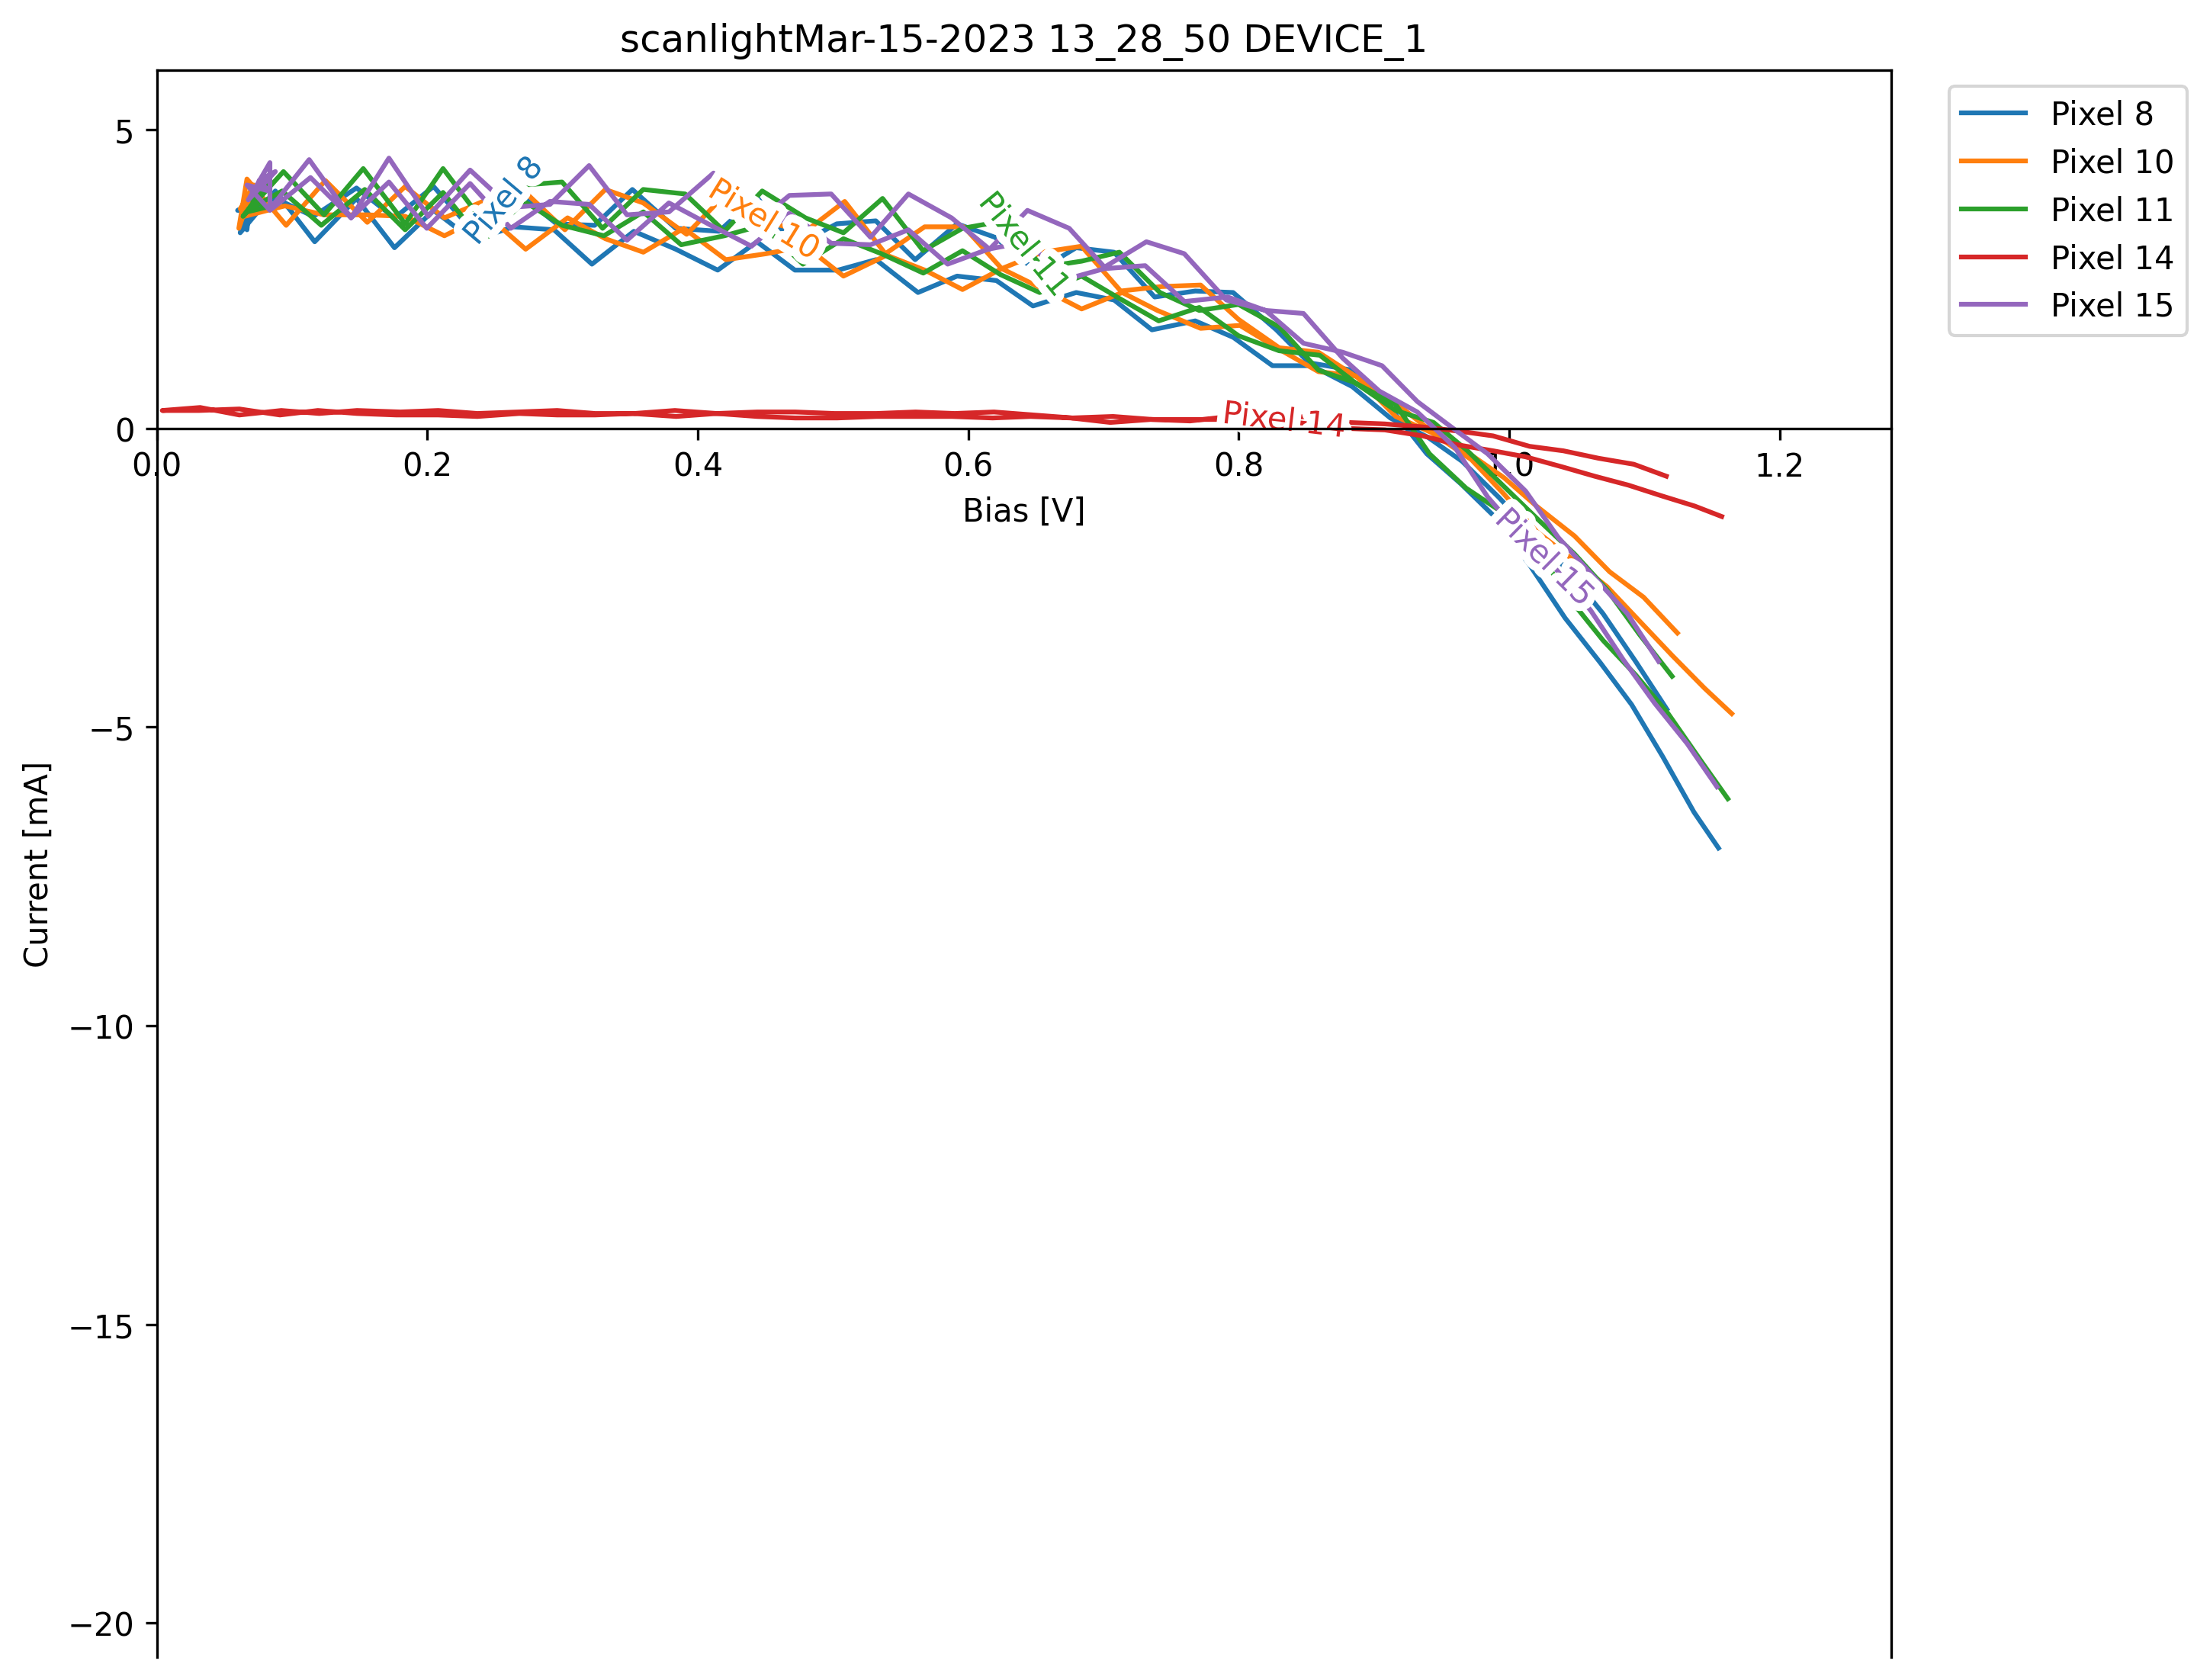 scanlightMar-15-2023 13_28_50 DEVICE_1
Pixel 8
Pixel 10
Pixel 11
Pixel 14
Pixel 15
5
0
−5
−10
−15
−20
Current [mA]
0.0
0.2
0.4
0.6
0.8
1.2
Bias [V]
Pixel 8
Pixel 10
Pixel 11
Pixel 14
Pixel 15